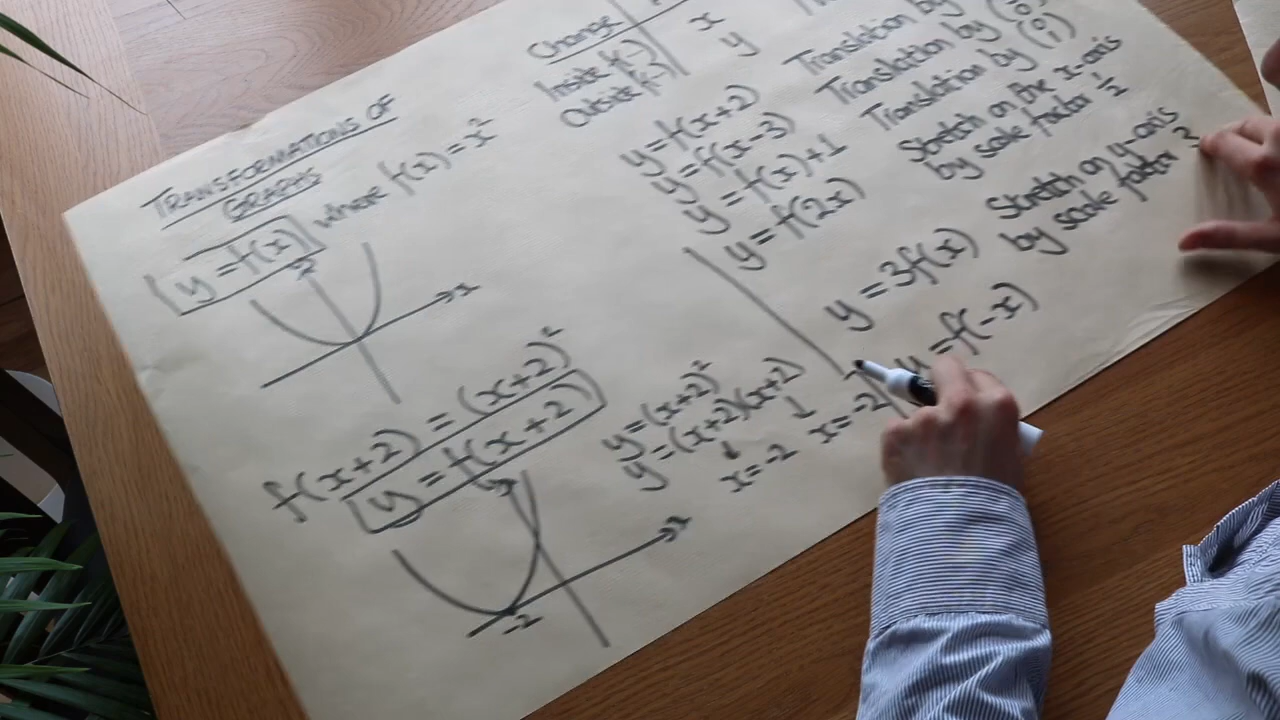 TRANSFORMATIONS OF
GRAPHS
y = f(x) where f(x) = x²
x
f(x+2) = (x+2)²
y = f(x+2)
y
x
-2
y = (x+2)²
y = (x+2)(x+2)
↓ ↓
x = -2 x = -2
Change
Inside f(-)
Outside f(-)
x
y
Translation by
Translation by
y = f(x+2)
y = f(x-3)
y = f(x)+1 Translation by (0 1)
y = f(2x) Stretch on the x-axis
by scale factor ½
y = 3f(x) Stretch on y-axis
by scale factor 3
y = f(-x)